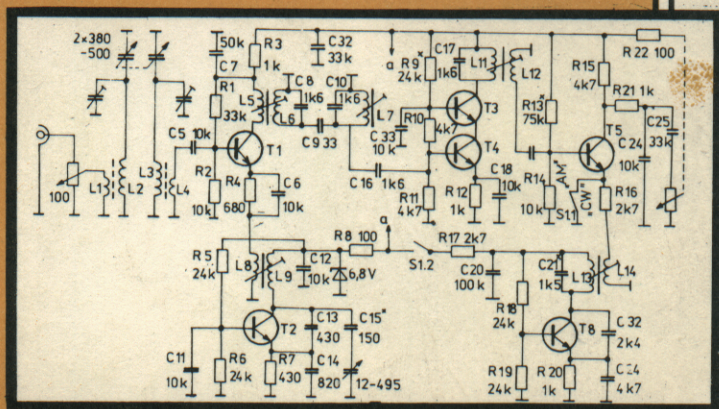 2×380
-500
50k
C7
R3
1k
C32
33k
a
R9*
24k
C17
1k6
L11
L12
R22 100
R15
4k7
R21 1k
R1
33k
L5
L6
C8
1k6
C10
1k6
L7
C9 33
C5 10k
T1
R10
4k7
C33
10k
T3
T4
R13*
75k
T5
C25
33k
C24
10k
100
L1
L2
L3
L4
R2
10k
R4
680
C6
10k
C16 1k6
R11
4k7
R12
1k
C18
10k
R14
10k
"AM"
S1.1
"CW"
R16
2k7
a
R5
24k
L8
L9
C12
10k
R8 100
6,8V
S1.2
R17 2k7
C20
100k
C21*
1k5
L13
L14
R18
24k
T2
C13
430
C15*
150
T8
C32
2k4
C11
10k
R6
24k
R7
430
C14
820
12-495
R19
24k
R20
1k
C24
4k7